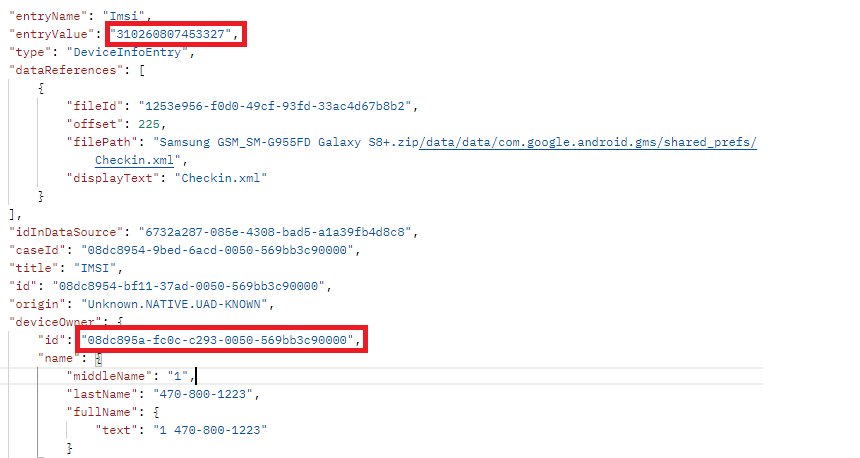 "entryName": "Imsi",
"entryValue": "310260807453327",
"type": "DeviceInfoEntry",
"dataReferences": [
{
"fileId": "1253e956-f0d0-49cf-93fd-33ac4d67b8b2",
"offset": 225,
"filePath": "Samsung GSM_SM-G955FD Galaxy S8+.zip/data/data/com.google.android.gms/shared_prefs/
Checkin.xml",
"displayText": "Checkin.xml"
}
],
"idInDataSource": "6732a287-085e-4308-bad5-a1a39fb4d8c8",
"caseId": "08dc8954-9bed-6acd-0050-569bb3c90000",
"title": "IMSI",
"id": "08dc8954-bf11-37ad-0050-569bb3c90000",
"origin": "Unknown.NATIVE.UAD-KNOWN",
"deviceOwner": {
"id": "08dc895a-fc0c-c293-0050-569bb3c90000",
"name": {
"middleName": "1",
"lastName": "470-800-1223",
"fullName": {
"text": "1 470-800-1223"
}